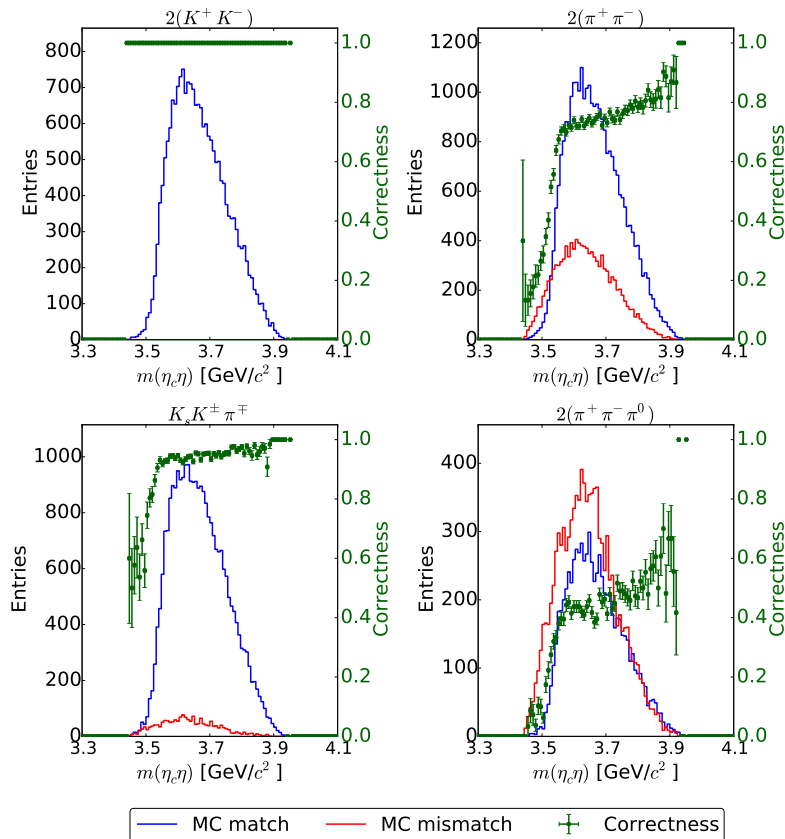 2(K⁺K⁻)
800
700
600
500
400
300
200
100
0
Entries
1.0
0.8
0.6
0.4
0.2
0.0
Correctness
3.3 3.5 3.7 3.9 4.1
m(η_cη) [GeV/c²]
2(π⁺π⁻)
1200
1000
800
600
400
200
0
Entries
1.0
0.8
0.6
0.4
0.2
0.0
Correctness
3.3 3.5 3.7 3.9 4.1
m(η_cη) [GeV/c²]
K_sK^±π^∓
1000
800
600
400
200
0
Entries
1.0
0.8
0.6
0.4
0.2
0.0
Correctness
3.3 3.5 3.7 3.9 4.1
m(η_cη) [GeV/c²]
2(π⁺π⁻π⁰)
400
300
200
100
0
Entries
1.0
0.8
0.6
0.4
0.2
0.0
Correctness
3.3 3.5 3.7 3.9 4.1
m(η_cη) [GeV/c²]
MC match MC mismatch Correctness